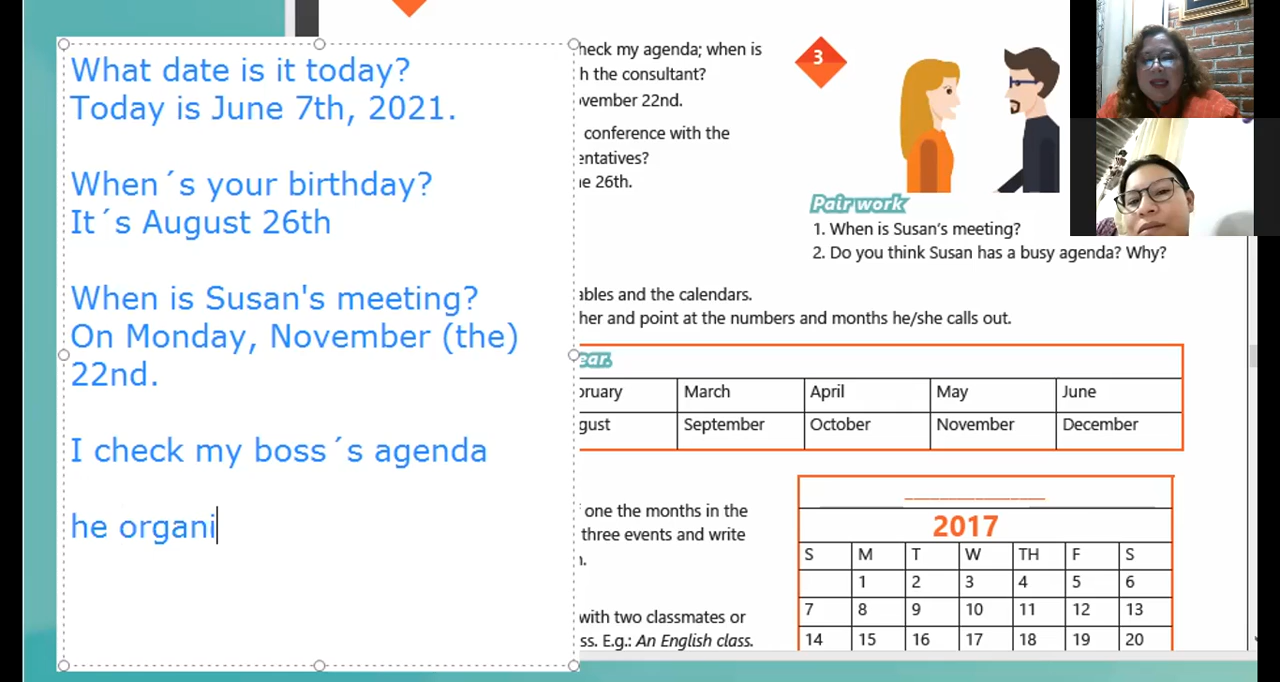 What date is it today?
Today is June 7th, 2021.
When´s your birthday?
It´s August 26th
When is Susan's meeting?
On Monday, November (the)
22nd.
I check my boss´s agenda
he organi
heck my agenda; when is
h the consultant?
vember 22nd.
conference with the
entatives?
e 26th.
3
Pair work
1. When is Susan's meeting?
2. Do you think Susan has a busy agenda? Why?
ables and the calendars.
her and point at the numbers and months he/she calls out.
ear.
bruary March April May June
gust September October November December
one the months in the
three events and write
n.
with two classmates or
ss. E.g.: An English class.
2017
S M T W TH F S
1 2 3 4 5 6
7 8 9 10 11 12 13
14 15 16 17 18 19 20